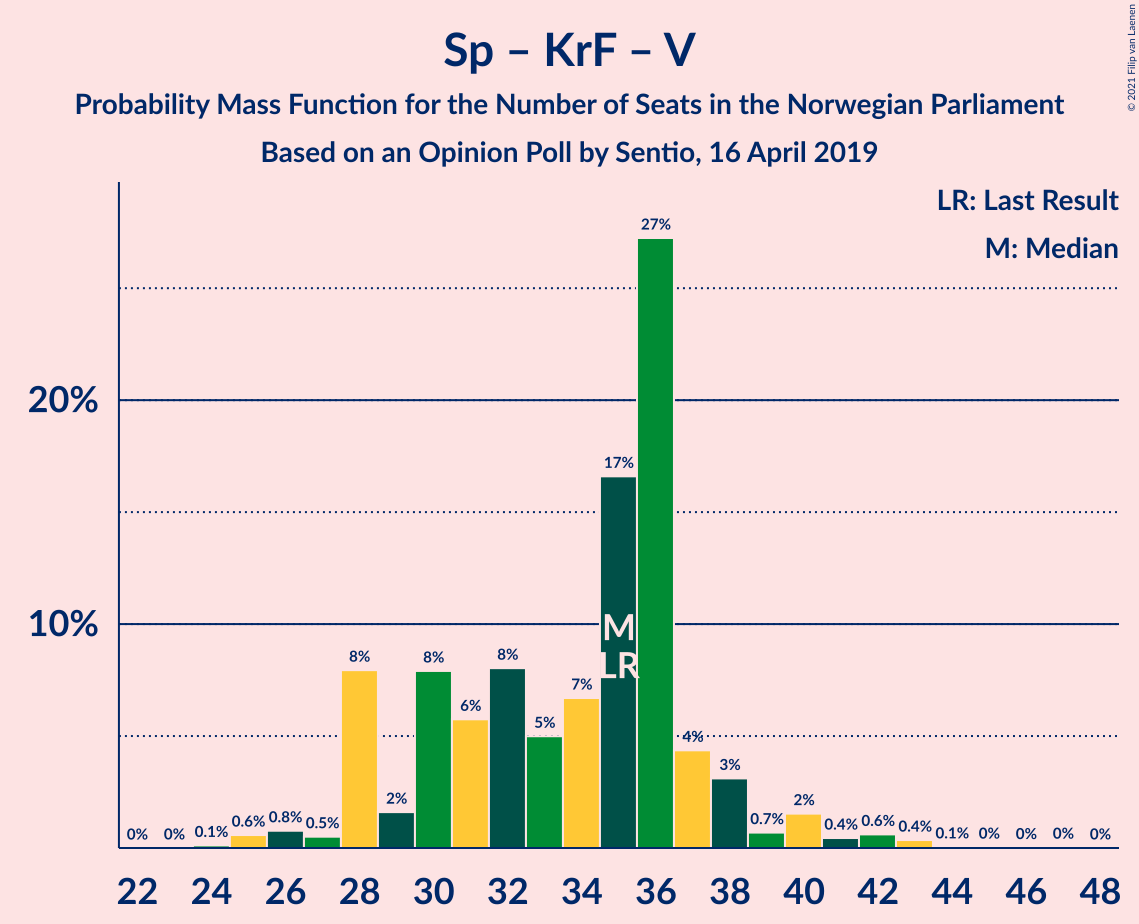 Sp – KrF – V
Probability Mass Function for the Number of Seats in the Norwegian Parliament
Based on an Opinion Poll by Sentio, 16 April 2019
© 2021 Filip van Laenen
LR: Last Result
M: Median
27%
20%
17%
10%
M
LR
8% 8% 8% 7% 6% 5% 4% 3% 2% 2%
0% 0% 0.1% 0.6% 0.8% 0.5% 0.7% 0.4% 0.6% 0.4% 0.1% 0% 0% 0% 0%
22 24 26 28 30 32 34 36 38 40 42 44 46 48